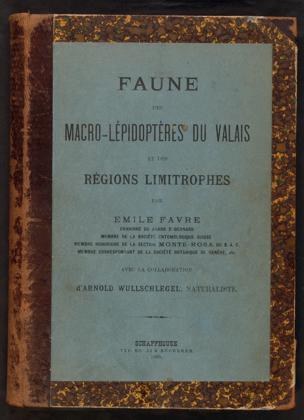 FAUNE
DES
MACRO-LÉPIDOPTÈRES DU VALAIS
ET DES
RÉGIONS LIMITROPHES
PAR
EMILE FAVRE
CHANOINE DU GRAND ST-BERNARD
MEMBRE DE LA SOCIÉTÉ ENTOMOLOGIQUE SUISSE
MEMBRE HONORAIRE DE LA SECTION MONTE-ROSA, DU S. A. C.
MEMBRE CORRESPONDANT DE LA SOCIÉTÉ BOTANIQUE DE GENÈVE, etc.
AVEC LA COLLABORATION
d'ARNOLD WULLSCHLEGEL, NATURALISTE.
SCHAFFHOUSE